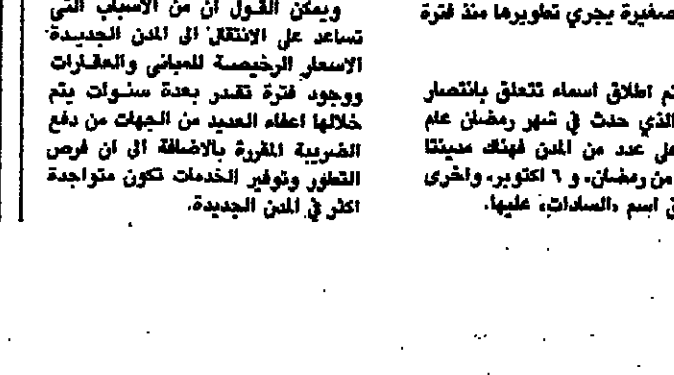 صغيرة يجري تطويرها منذ فترة
تم اطلاق اسماء تتعلق بانتصار
الذي حدث في شهر رمضان عام
على عدد من المدن فهناك مدينتا
من رمضان، و ٦ اكتوبر، واخرى
اسم «السادات» عليها.
ويمكن القول ان من الاسباب التي
تساعد على الانتقال الى المدن الجديدة
الاسعار الرخيصة للمباني والعقارات
ووجود فترة تقدر بعدة سنوات يتم
خلالها اعفاء العديد من الجهات من دفع
الضريبة المقررة بالاضافة الى ان فرص
التطور وتوفير الخدمات تكون متواجدة
اكثر في المدن الجديدة.